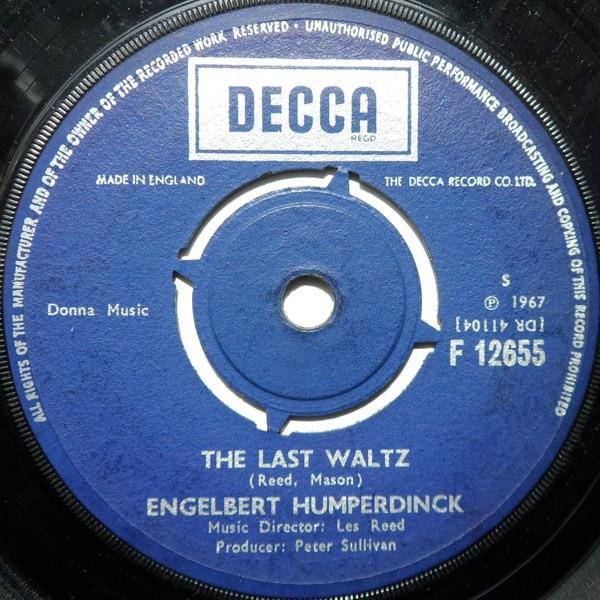 ALL RIGHTS OF THE MANUFACTURER AND OF THE OWNER OF THE RECORDED WORK RESERVED • UNAUTHORISED PUBLIC PERFORMANCE BROADCASTING AND COPYING OF THIS RECORD PROHIBITED
DECCA
REGD
MADE IN ENGLAND
THE DECCA RECORD CO. LTD.
S
Donna Music
℗ 1967
[DR 41104]
F 12655
THE LAST WALTZ
(Reed, Mason)
ENGELBERT HUMPERDINCK
Music Director: Les Reed
Producer: Peter Sullivan